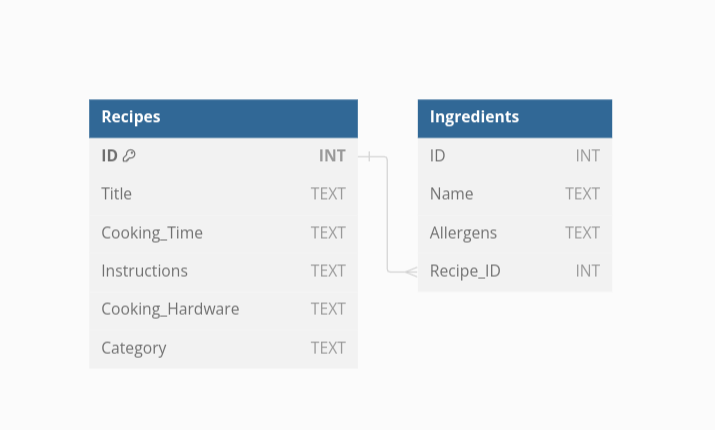 Recipes
ID INT
Title TEXT
Cooking_Time TEXT
Instructions TEXT
Cooking_Hardware TEXT
Category TEXT
Ingredients
ID INT
Name TEXT
Allergens TEXT
Recipe_ID INT